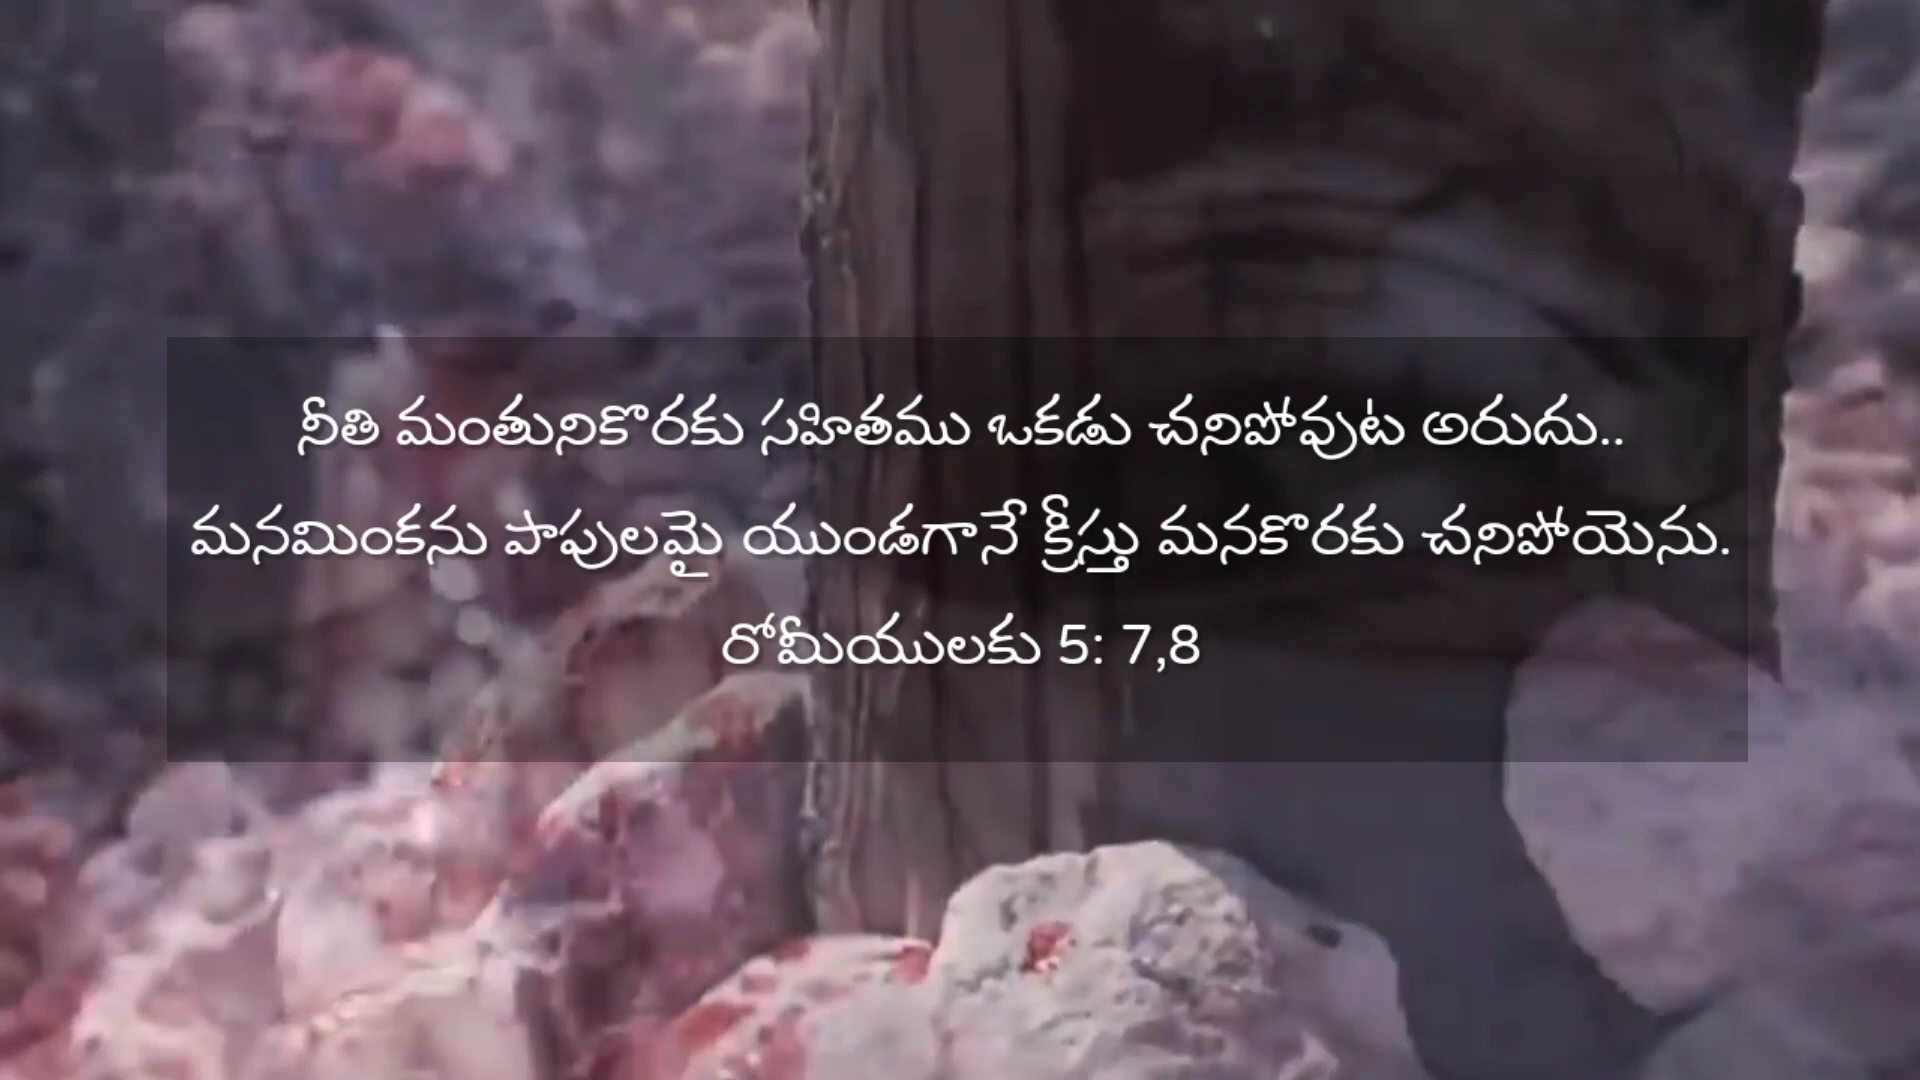 నీతి మంతునికొరకు సహితము ఒకడు చనిపోవుట అరుదు..
మనమింకను పాపులమై యుండగానే క్రీస్తు మనకొరకు చనిపోయెను.
రోమీయులకు 5: 7,8